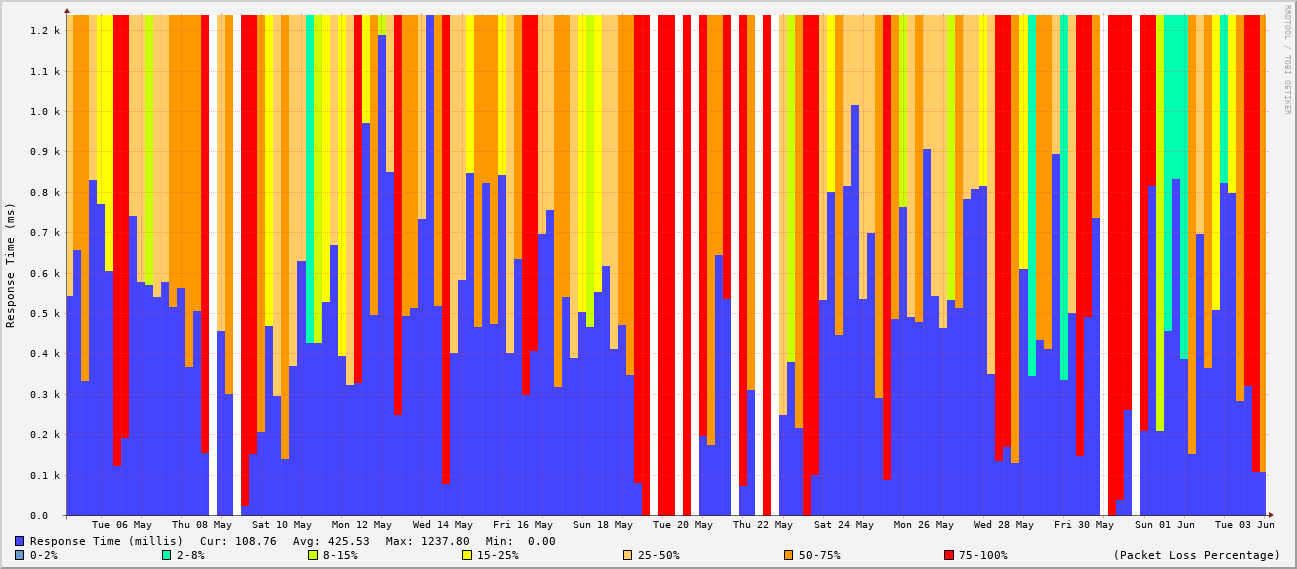 1.2 k
1.1 k
1.0 k
0.9 k
0.8 k
0.7 k
0.6 k
0.5 k
0.4 k
0.3 k
0.2 k
0.1 k
0.0
Response Time (ms)
RRDTOOL / TOBI OETIKER
Tue 06 May Thu 08 May Sat 10 May Mon 12 May Wed 14 May Fri 16 May Sun 18 May Tue 20 May Thu 22 May Sat 24 May Mon 26 May Wed 28 May Fri 30 May Sun 01 Jun Tue 03 Jun
Response Time (millis) Cur: 108.76 Avg: 425.53 Max: 1237.80 Min: 0.00
0-2% 2-8% 8-15% 15-25% 25-50% 50-75% 75-100% (Packet Loss Percentage)